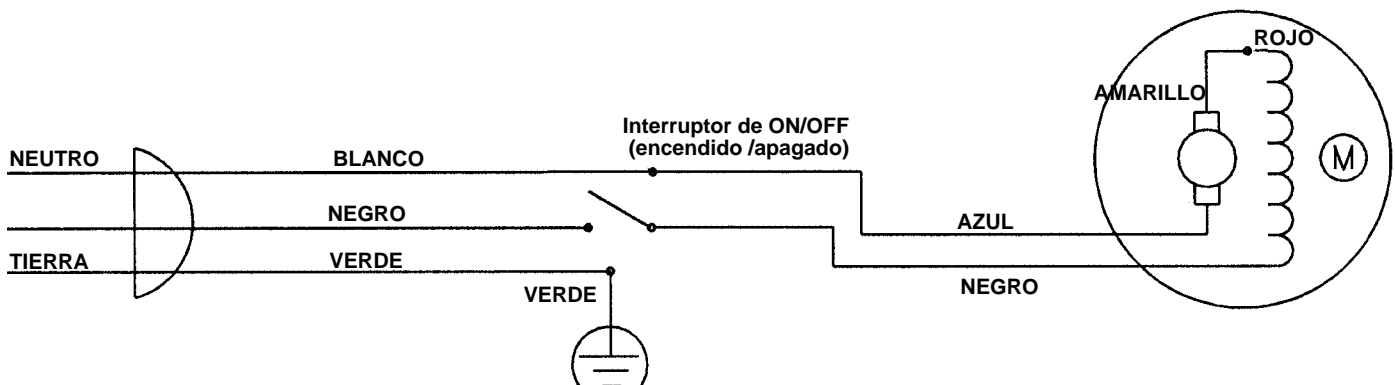 ROJO
AMARILLO
Interruptor de ON/OFF
(encendido /apagado)
NEUTRO
BLANCO
NEGRO
AZUL
TIERRA
VERDE
VERDE
NEGRO
M